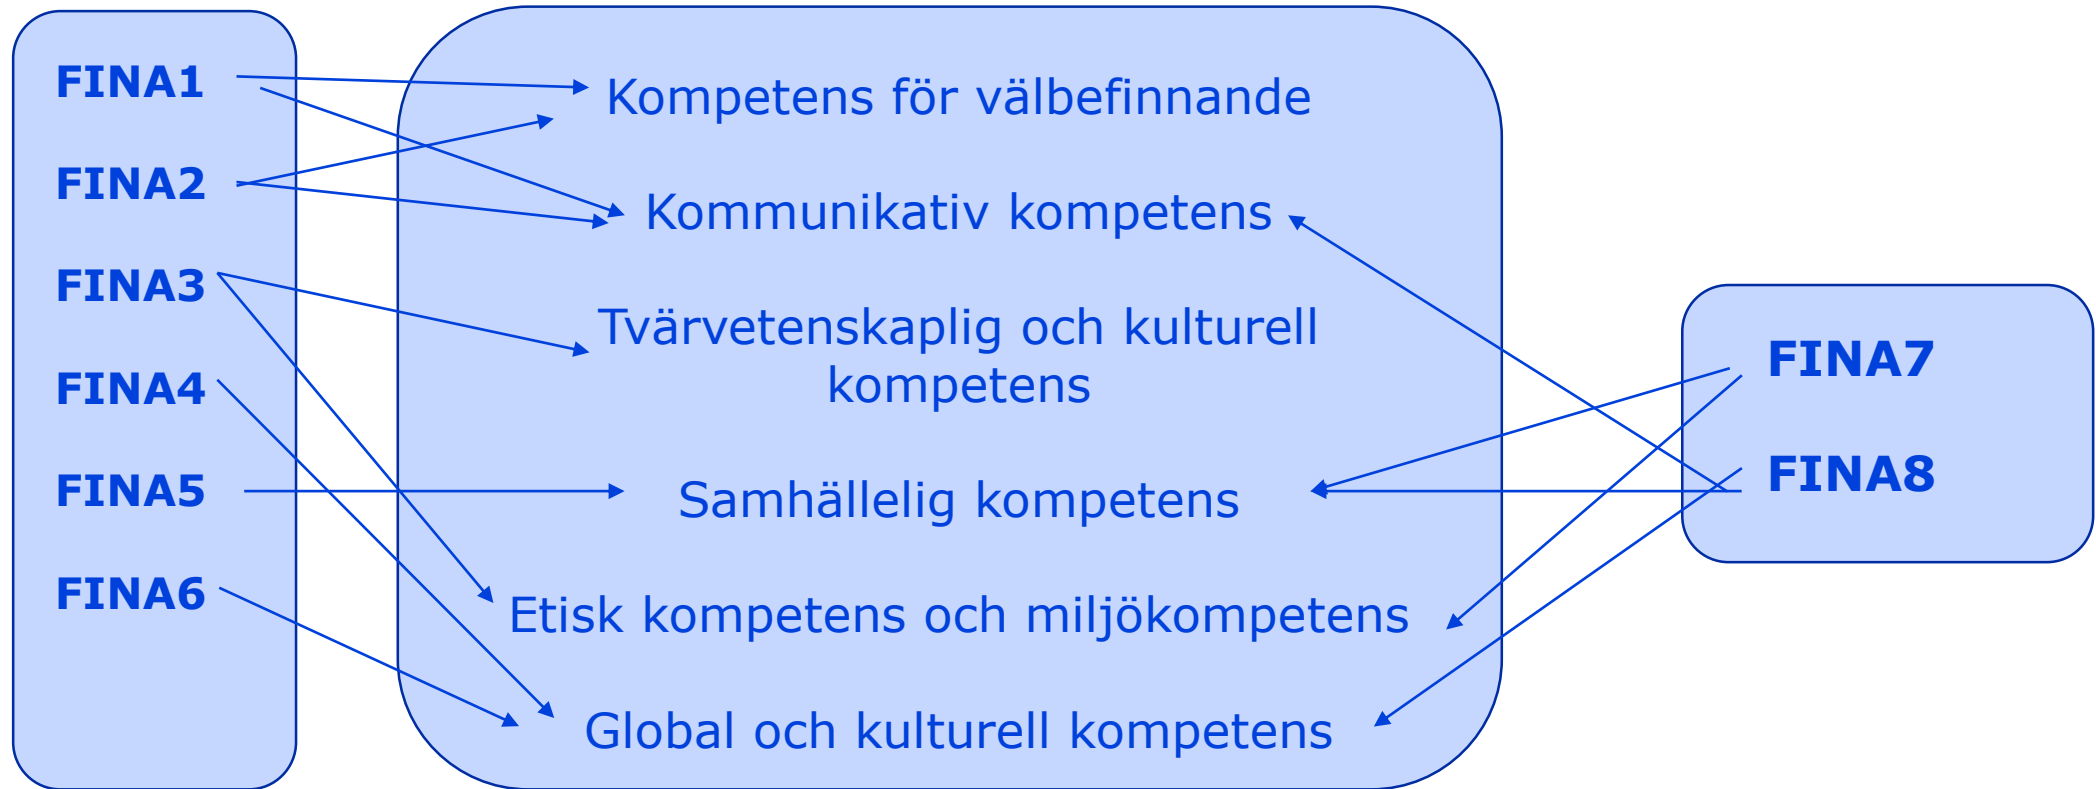 FINA1
FINA2
FINA3
FINA4
FINA5
FINA6
Kompetens för välbefinnande
Kommunikativ kompetens
Tvärvetenskaplig och kulturell
kompetens
Samhällelig kompetens
Etisk kompetens och miljökompetens
Global och kulturell kompetens
FINA7
FINA8